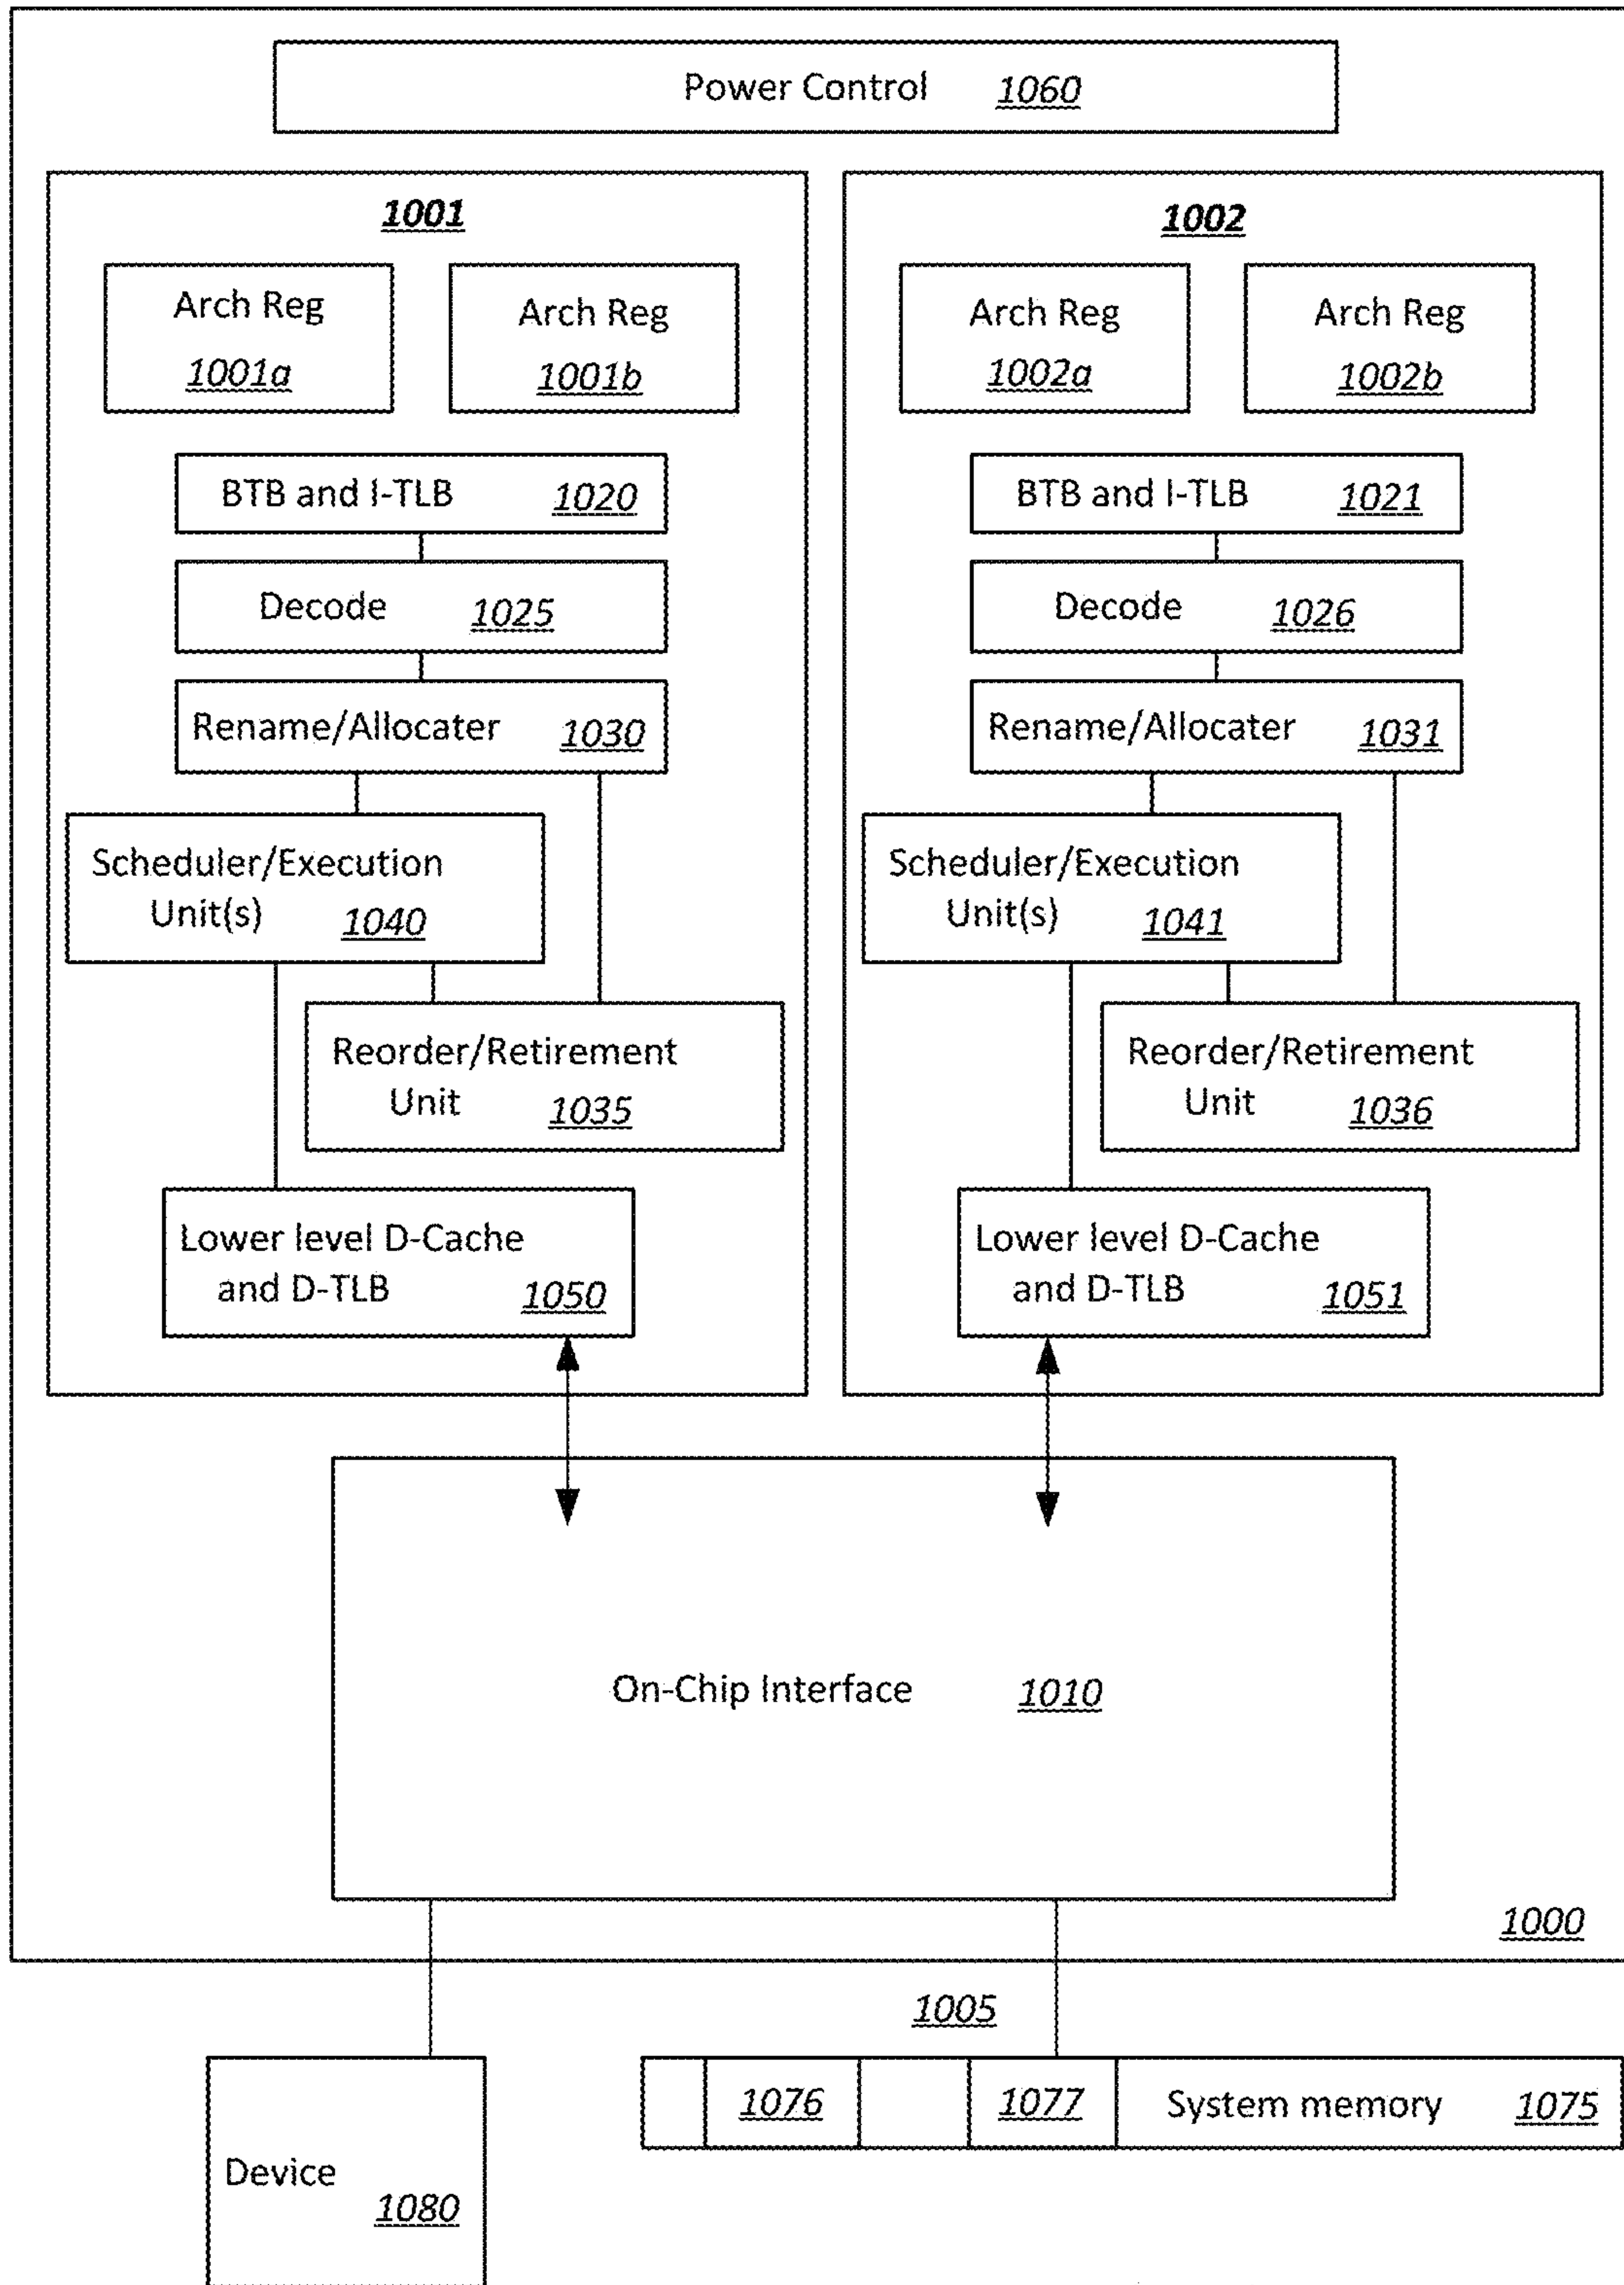 Power Control 1060
1001
Arch Reg
1001a
Arch Reg
1001b
BTB and I-TLB 1020
Decode 1025
Rename/Allocater 1030
Scheduler/Execution
Unit(s) 1040
Reorder/Retirement
Unit 1035
Lower level D-Cache
and D-TLB 1050
1002
Arch Reg
1002a
Arch Reg
1002b
BTB and I-TLB 1021
Decode 1026
Rename/Allocater 1031
Scheduler/Execution
Unit(s) 1041
Reorder/Retirement
Unit 1036
Lower level D-Cache
and D-TLB 1051
On-Chip Interface 1010
1000
1005
1076 1077 System memory 1075
Device 1080